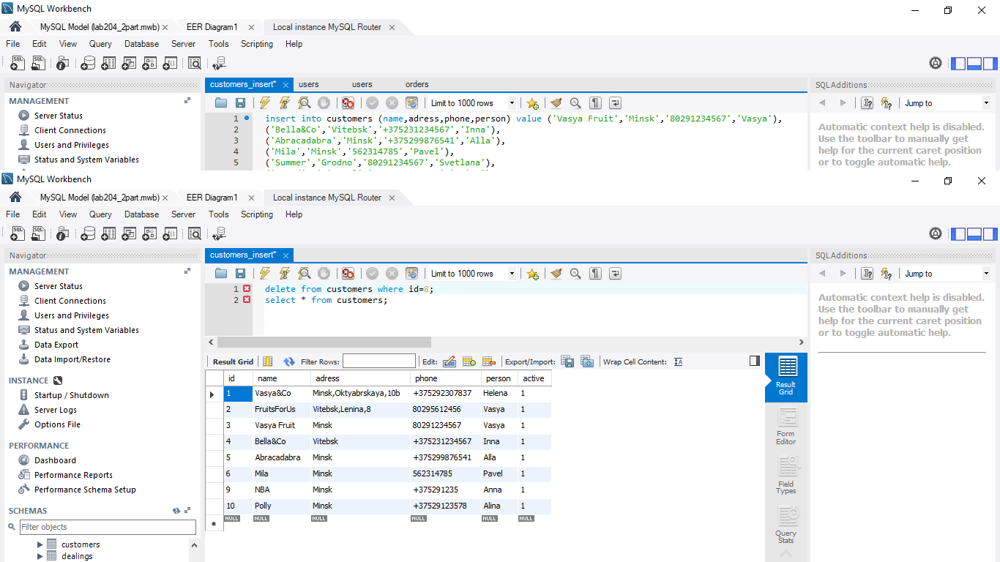 MySQL Workbench
MySQL Model (lab204_2part.mwb) EER Diagram1 Local instance MySQL Router
File Edit View Query Database Server Tools Scripting Help
Navigator
customers_insert* users users orders
SQLAdditions
MANAGEMENT
Server Status
Client Connections
Users and Privileges
Status and System Variables
Limit to 1000 rows
Jump to
1 insert into customers (name,adress,phone,person) value ('Vasya Fruit','Minsk','80291234567','Vasya'),
2 ('Bella&Co','Vitebsk','+375231234567','Inna'),
3 ('Abracadabra','Minsk','+375299876541','Alla'),
4 ('Mila','Minsk','562314785','Pavel'),
5 ('Summer','Grodno','80291234567','Svetlana'),
Automatic context help is disabled.
Use the toolbar to manually get
help for the current caret position
or to toggle automatic help.
MySQL Workbench
MySQL Model (lab204_2part.mwb) EER Diagram1 Local instance MySQL Router
File Edit View Query Database Server Tools Scripting Help
Navigator
customers_insert*
SQLAdditions
MANAGEMENT
Server Status
Client Connections
Users and Privileges
Status and System Variables
Data Export
Data Import/Restore
INSTANCE
Startup / Shutdown
Server Logs
Options File
PERFORMANCE
Dashboard
Performance Reports
Performance Schema Setup
SCHEMAS
Filter objects
customers
dealings
Limit to 1000 rows
1 delete from customers where id=8;
2 select * from customers;
Result Grid Filter Rows: Edit: Export/Import: Wrap Cell Content:
id name adress phone person active
1 Vasya&Co Minsk,Oktyabrskaya,10b +375292307837 Helena 1
2 FruitsForUs Vitebsk,Lenina,8 80295612456 Vasya 1
3 Vasya Fruit Minsk 80291234567 Vasya 1
4 Bella&Co Vitebsk +375231234567 Inna 1
5 Abracadabra Minsk +375299876541 Alla 1
6 Mila Minsk 562314785 Pavel 1
9 NBA Minsk +375291235 Anna 1
10 Polly Minsk +37529123578 Alina 1
NULL NULL NULL NULL NULL NULL
Result
Grid
Form
Editor
Field
Types
Query
Stats
Jump to
Automatic context help is disabled.
Use the toolbar to manually get
help for the current caret position
or to toggle automatic help.